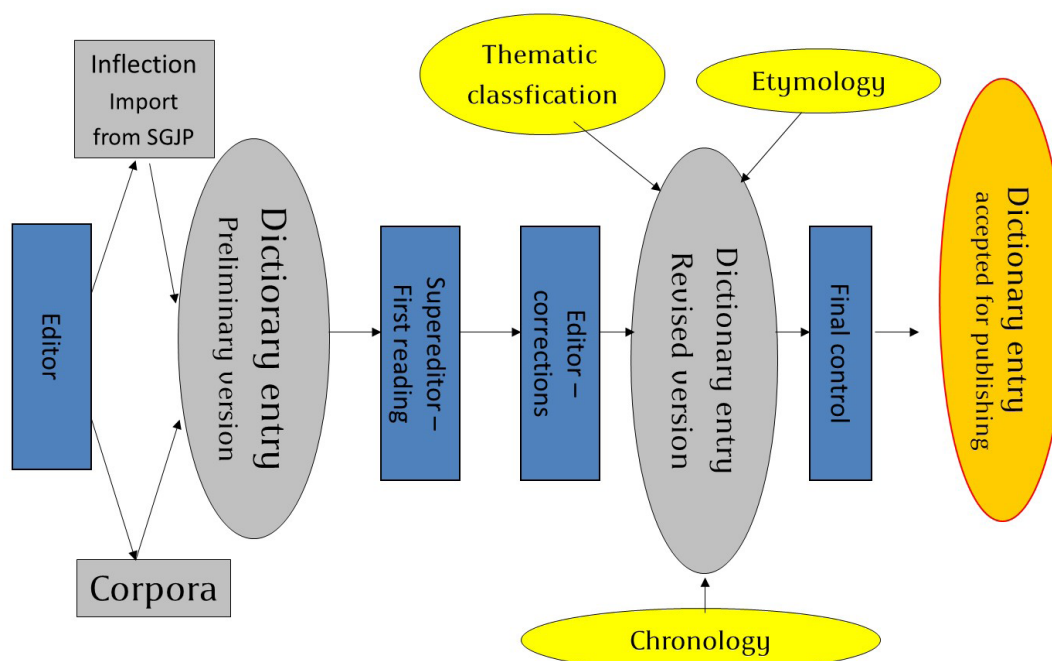 Inflection
Import
from SGJP
Editor
Corpora
Dictiorary entry
Preliminary version
Supereditor –
First reading
Editor –
corrections
Thematic
classfication
Etymology
Dictionary entry
Revised version
Chronology
Final control
Dictionary entry
accepted for publishing